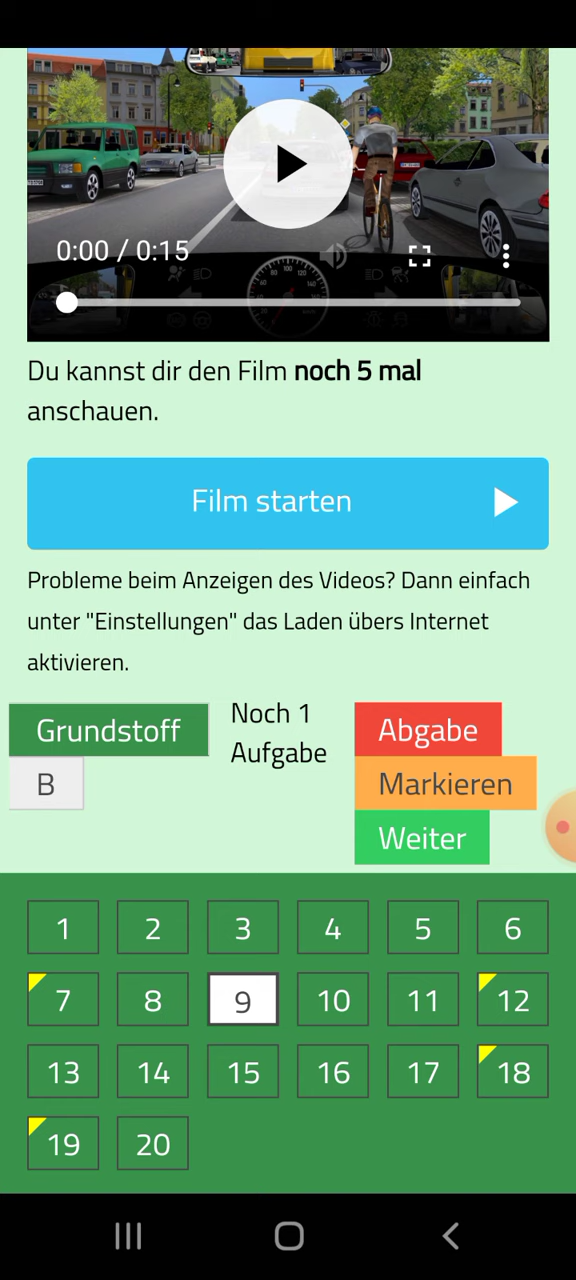 0:00 / 0:15
Du kannst dir den Film noch 5 mal
anschauen.
Film starten
Probleme beim Anzeigen des Videos? Dann einfach
unter "Einstellungen" das Laden übers Internet
aktivieren.
Grundstoff
B
Noch 1
Aufgabe
Abgabe
Markieren
Weiter
1 2 3 4 5 6
7 8 9 10 11 12
13 14 15 16 17 18
19 20